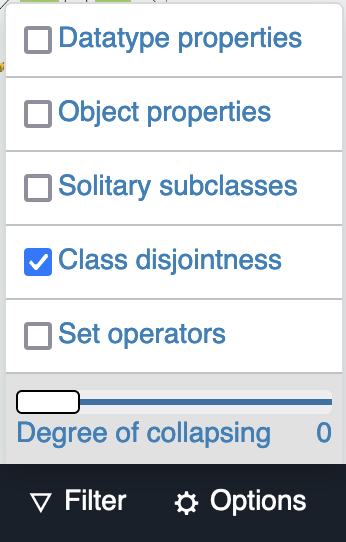 Datatype properties
Object properties
Solitary subclasses
Class disjointness
Set operators
Degree of collapsing 0
Filter Options